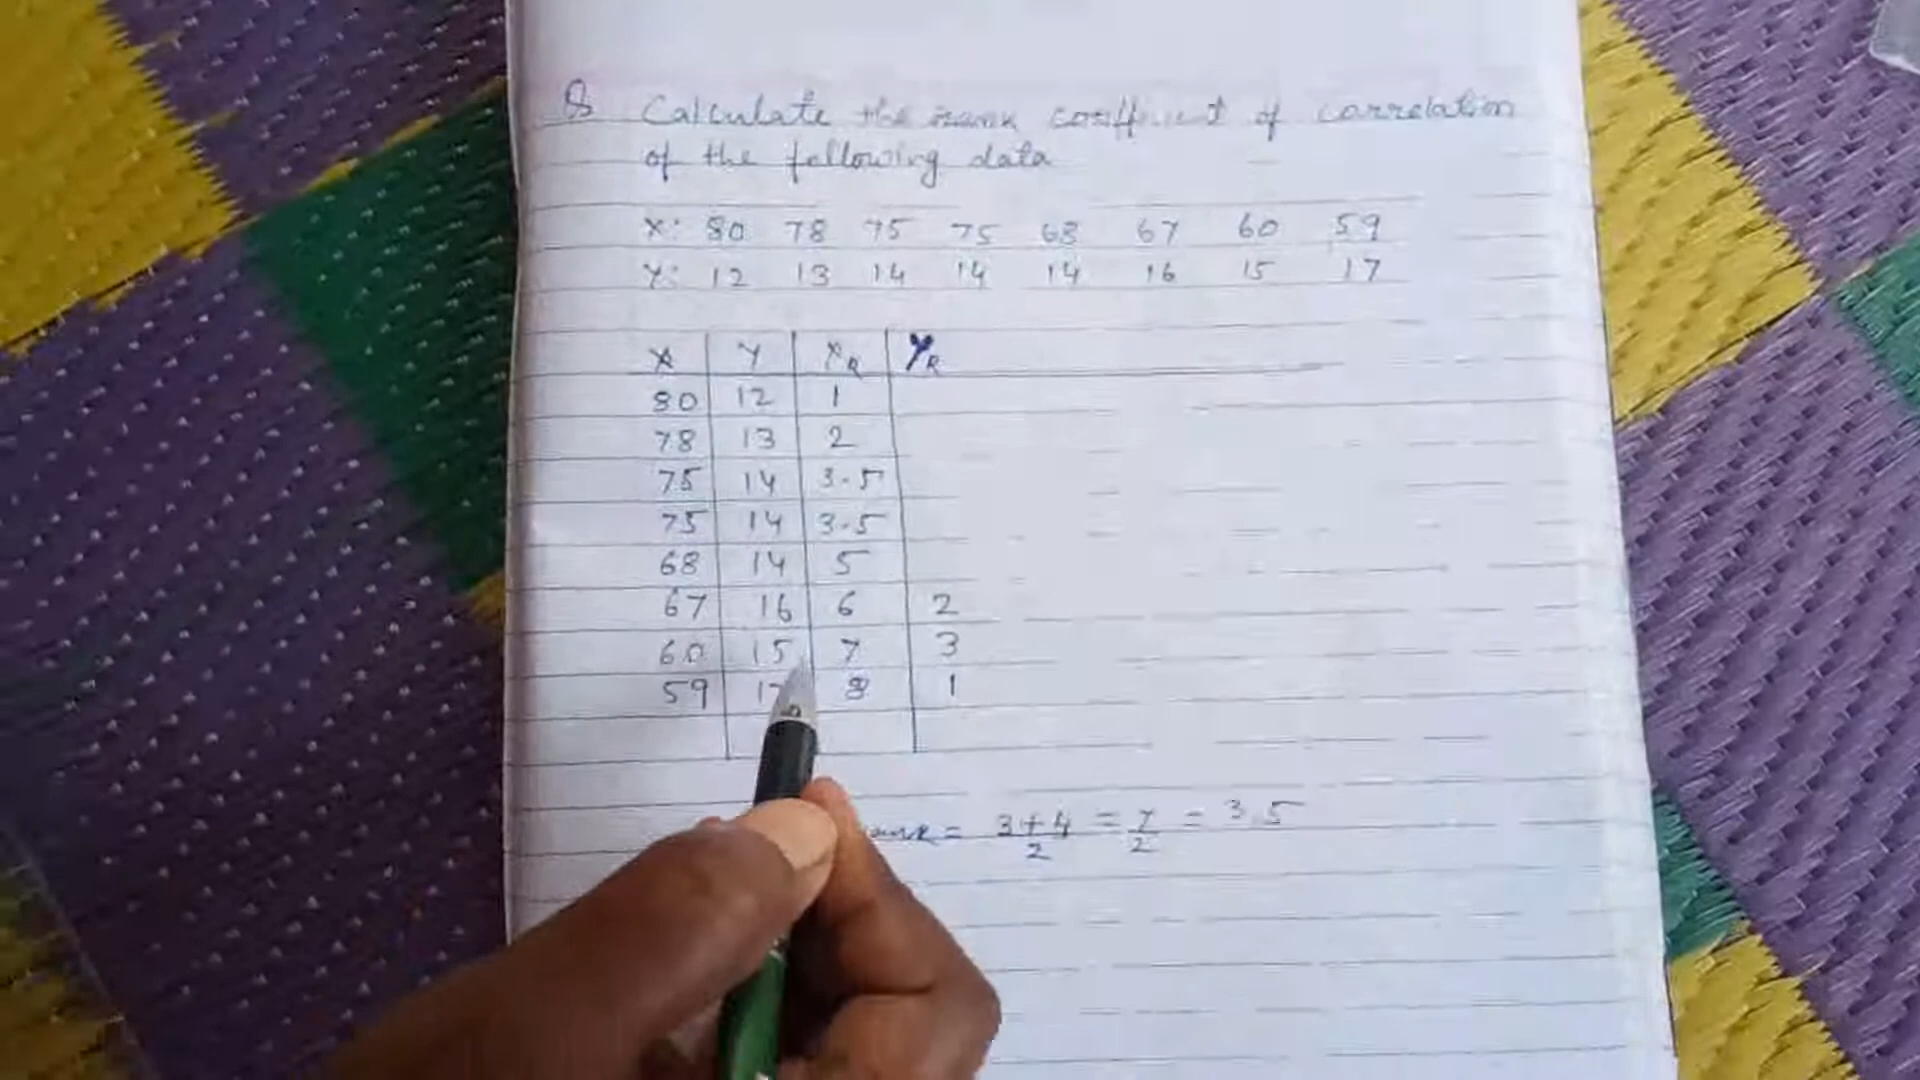 Q Calculate the rank coefficient of correlation
of the following data
X: 80 78 75 75 68 67 60 59
Y: 12 13 14 14 14 16 15 17
X Y XR YR
80 12 1
78 13 2
75 14 3.5
75 14 3.5
68 14 5
67 16 6 2
60 15 7 3
59 17 8 1
= 3+4/2 = 7/2 = 3.5